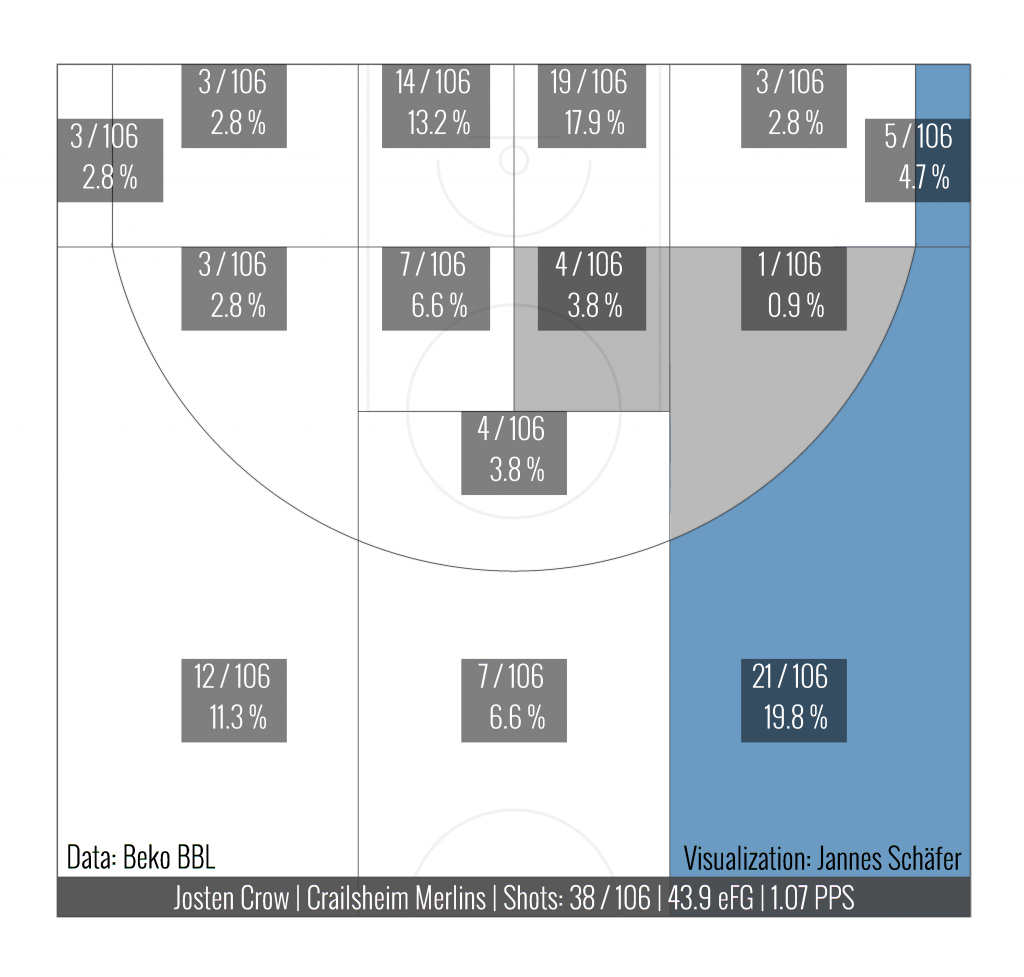 3 / 106
2.8 %
14 / 106
13.2 %
19 / 106
17.9 %
3 / 106
2.8 %
3 / 106
2.8 %
5 / 106
4.7 %
3 / 106
2.8 %
7 / 106
6.6 %
4 / 106
3.8 %
1 / 106
0.9 %
4 / 106
3.8 %
12 / 106
11.3 %
7 / 106
6.6 %
21 / 106
19.8 %
Data: Beko BBL
Visualization: Jannes Schäfer
Josten Crow | Crailsheim Merlins | Shots: 38 / 106 | 43.9 eFG | 1.07 PPS